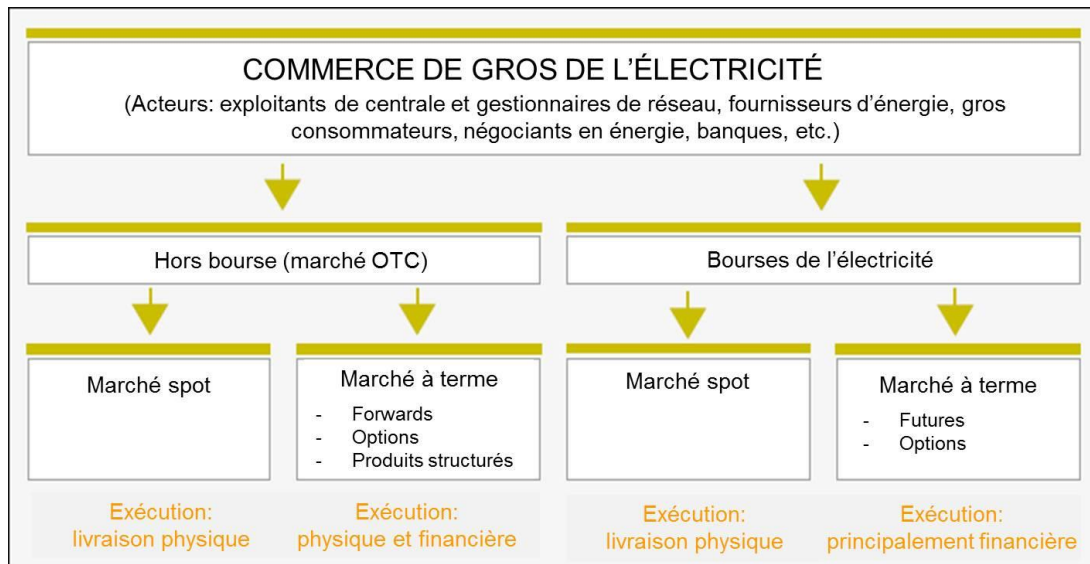 COMMERCE DE GROS DE L’ÉLECTRICITÉ
(Acteurs: exploitants de centrale et gestionnaires de réseau, fournisseurs d’énergie, gros
consommateurs, négociants en énergie, banques, etc.)
Hors bourse (marché OTC)
Bourses de l’électricité
Marché spot
Marché à terme
- Forwards
- Options
- Produits structurés
Marché spot
Marché à terme
- Futures
- Options
Exécution:
livraison physique
Exécution:
physique et financière
Exécution:
livraison physique
Exécution:
principalement financière